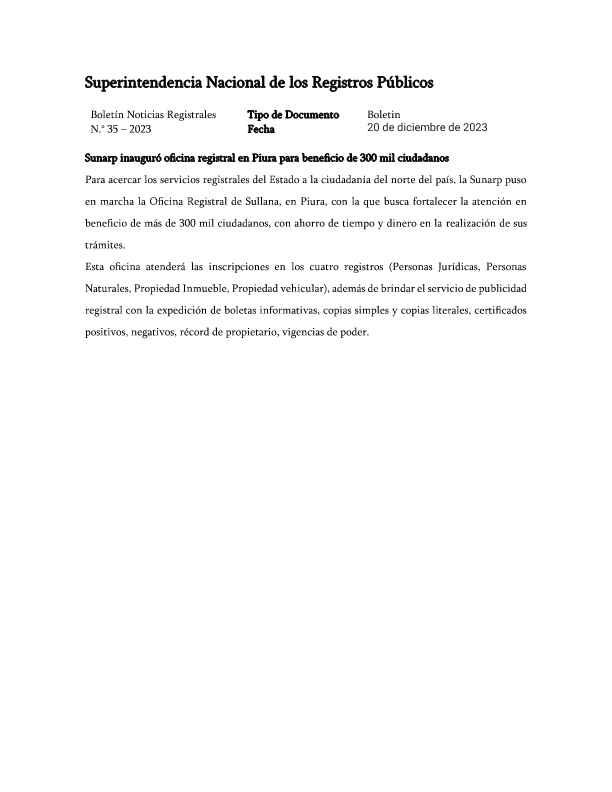 Superintendencia Nacional de los Registros Públicos
Boletín Noticias Registrales Tipo de Documento Boletin
N.° 35 – 2023 Fecha 20 de diciembre de 2023
Sunarp inauguró oficina registral en Piura para beneficio de 300 mil ciudadanos
Para acercar los servicios registrales del Estado a la ciudadanía del norte del país, la Sunarp puso
en marcha la Oficina Registral de Sullana, en Piura, con la que busca fortalecer la atención en
beneficio de más de 300 mil ciudadanos, con ahorro de tiempo y dinero en la realización de sus
trámites.
Esta oficina atenderá las inscripciones en los cuatro registros (Personas Jurídicas, Personas
Naturales, Propiedad Inmueble, Propiedad vehicular), además de brindar el servicio de publicidad
registral con la expedición de boletas informativas, copias simples y copias literales, certificados
positivos, negativos, récord de propietario, vigencias de poder.